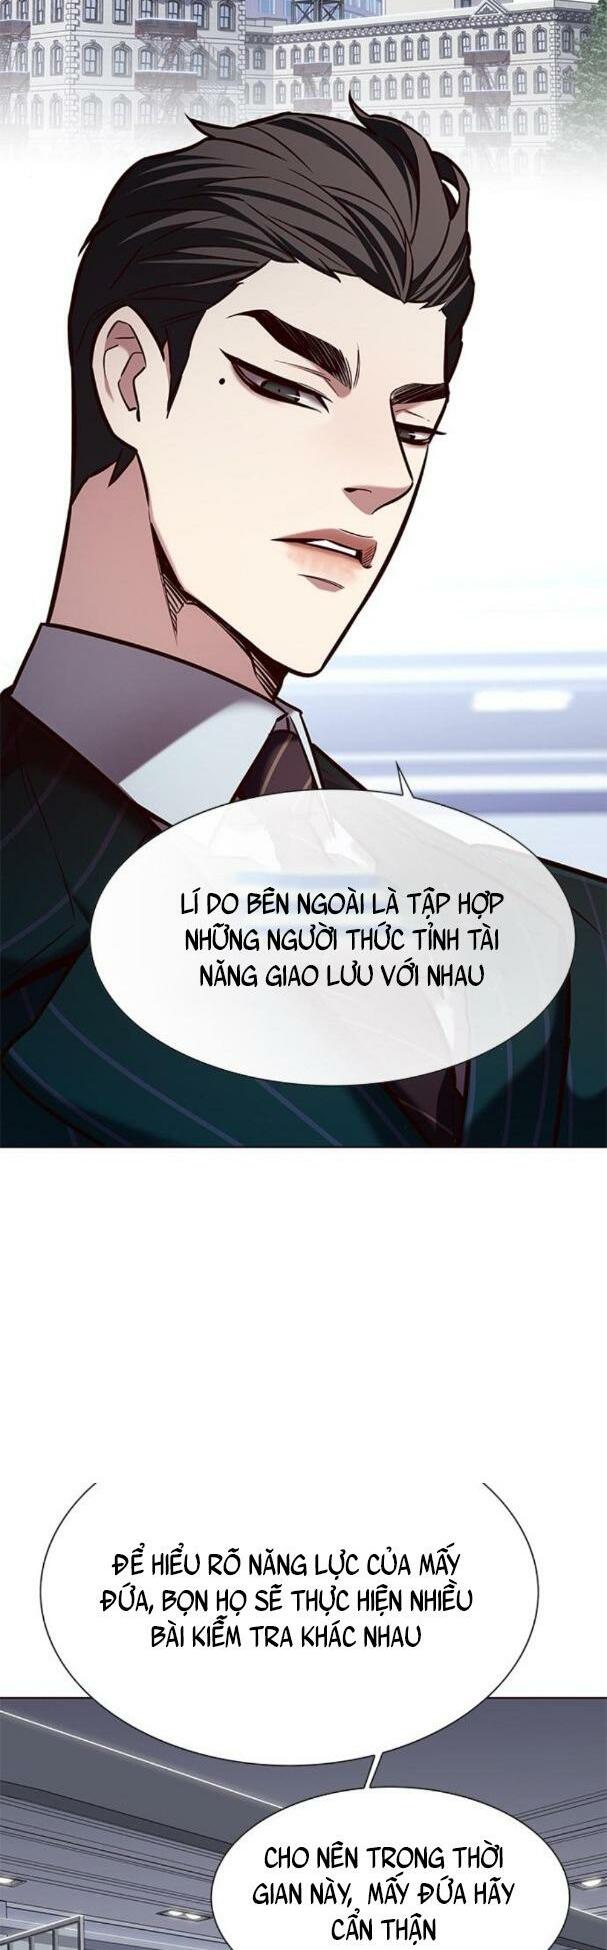 LÍ DO BÊN NGOÀI LÀ TẬP HỢP
NHỮNG NGƯỜI THỨC TỈNH TÀI
NĂNG GIAO LƯU VỚI NHAU
ĐỂ HIỂU RÕ NĂNG LỰC CỦA MẤY
ĐỨA, BỌN HỌ SẼ THỰC HIỆN NHIỀU
BÀI KIỂM TRA KHÁC NHAU
CHO NÊN TRONG THỜI
GIAN NÀY, MẤY ĐỨA HÃY
CẨN THẬN